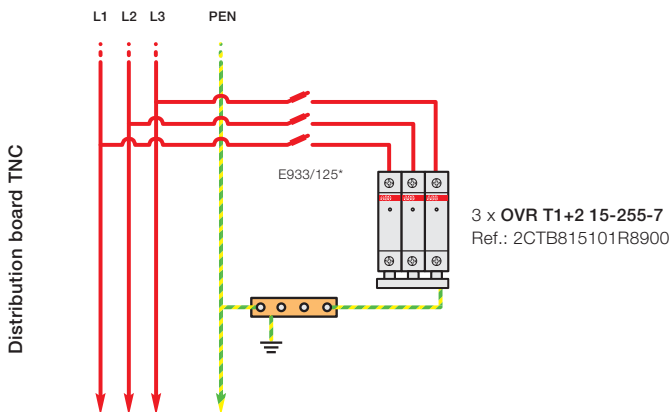 L1 L2 L3 PEN
Distribution board TNC
E933/125*
3 x OVR T1+2 15-255-7
Ref.: 2CTB815101R8900